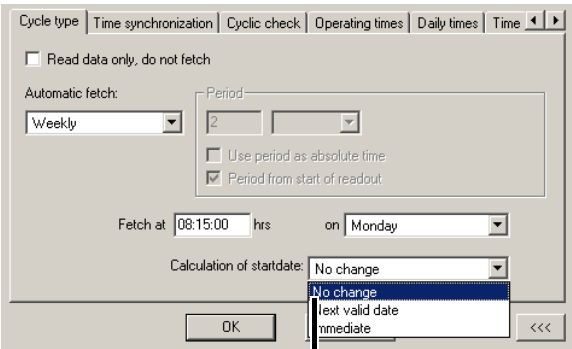 Cycle type Time synchronization Cyclic check Operating times Daily times Time
Read data only, do not fetch
Automatic fetch: Period
Weekly 2
Use period as absolute time
Period from start of readout
Fetch at 08:15:00 hrs on Monday
Calculation of startdate: No change
No change
Next valid date
Immediate
OK <<<